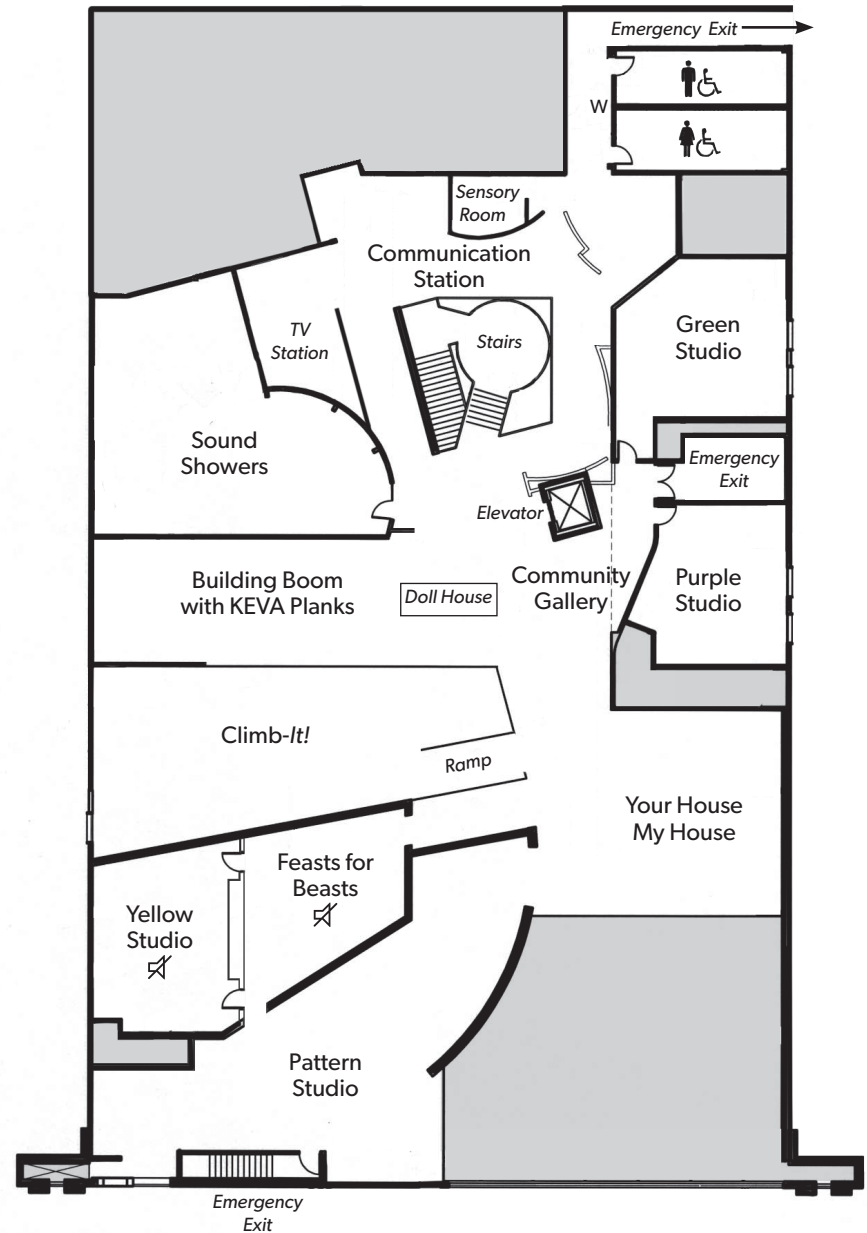 Emergency Exit
W
Sensory
Room
Communication
Station
Stairs
TV
Station
Green
Studio
Sound
Showers
Emergency
Exit
Elevator
Building Boom
with KEVA Planks
Doll House
Community
Gallery
Purple
Studio
Climb-It!
Ramp
Your House
My House
Feasts for
Beasts
Yellow
Studio
Pattern
Studio
Emergency
Exit